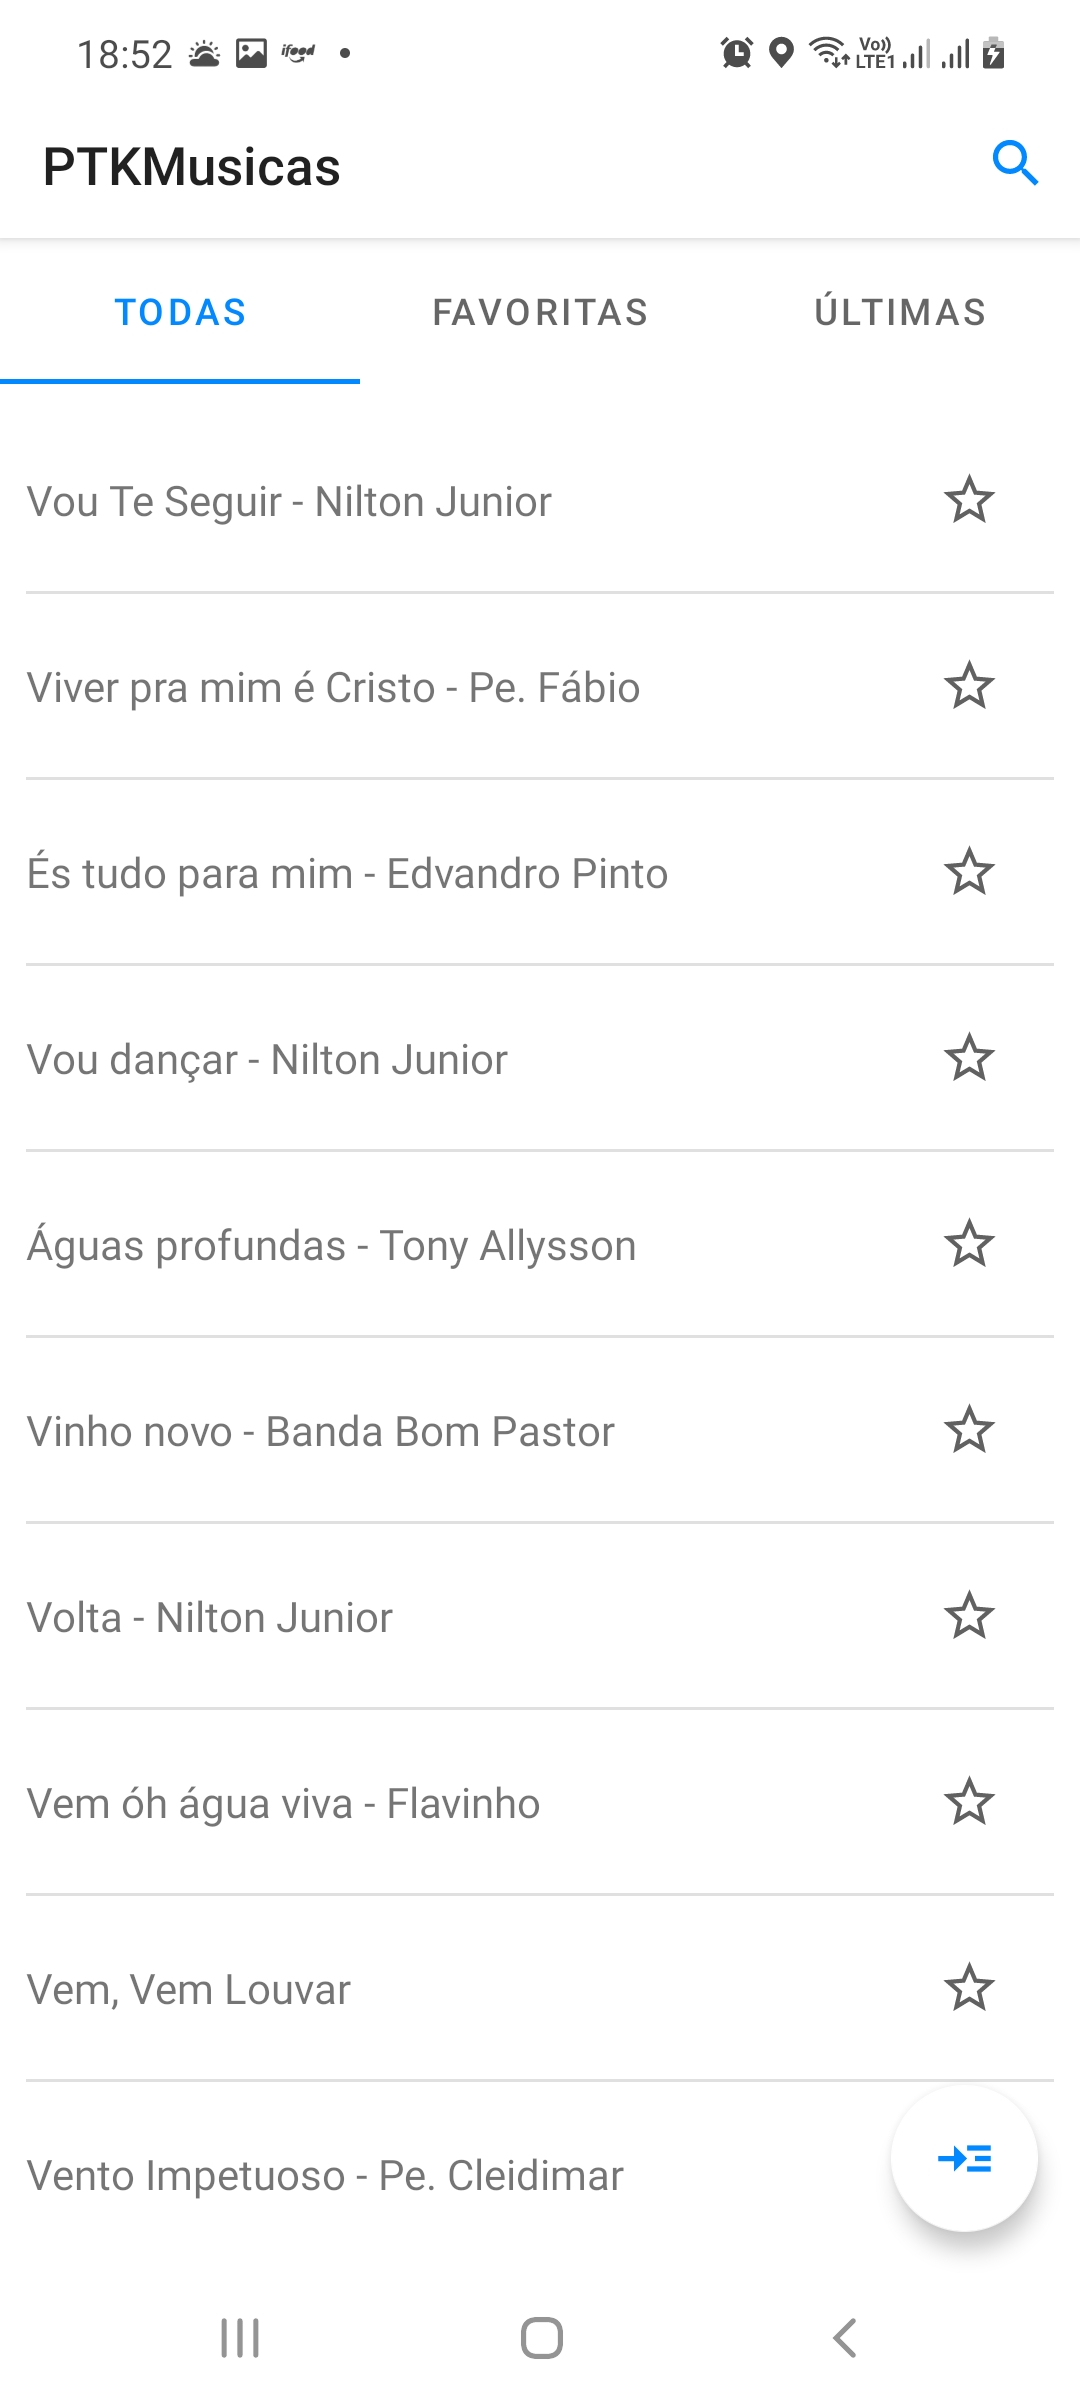 18:52 ifood Vo)) LTE1
PTKMusicas
TODAS FAVORITAS ÚLTIMAS
Vou Te Seguir - Nilton Junior
Viver pra mim é Cristo - Pe. Fábio
És tudo para mim - Edvandro Pinto
Vou dançar - Nilton Junior
Águas profundas - Tony Allysson
Vinho novo - Banda Bom Pastor
Volta - Nilton Junior
Vem óh água viva - Flavinho
Vem, Vem Louvar
Vento Impetuoso - Pe. Cleidimar